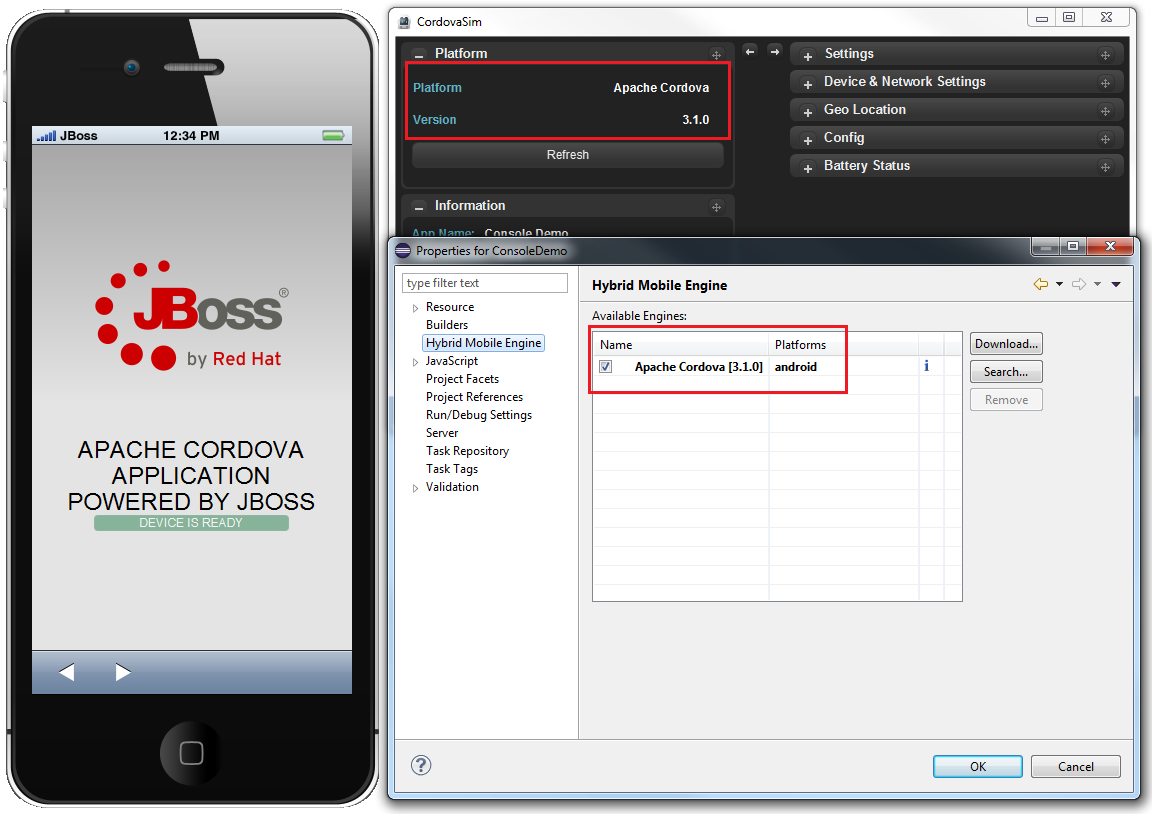 JBoss
12:34 PM
JBoss®
by Red Hat
APACHE CORDOVA
APPLICATION
POWERED BY JBOSS
DEVICE IS READY
CordovaSim
Platform
Platform Apache Cordova
Version 3.1.0
Refresh
Information
App Name: Console Demo
Settings
Device & Network Settings
Geo Location
Config
Battery Status
Properties for ConsoleDemo
type filter text
Resource
Builders
Hybrid Mobile Engine
JavaScript
Project Facets
Project References
Run/Debug Settings
Server
Task Repository
Task Tags
Validation
Hybrid Mobile Engine
Available Engines:
Name Platforms
Apache Cordova [3.1.0] android
Download...
Search...
Remove
OK Cancel